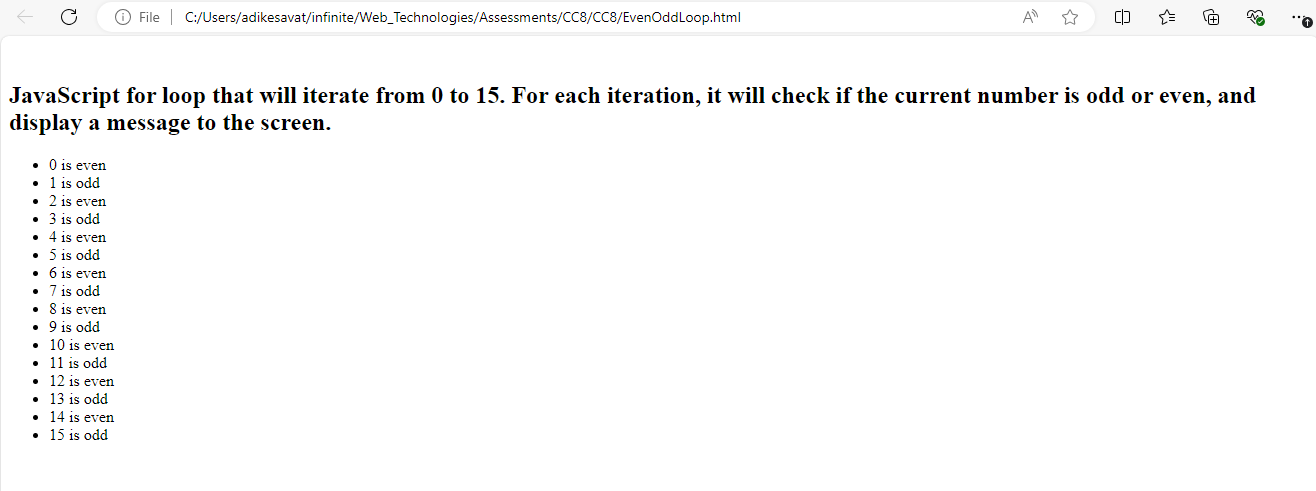 File C:/Users/adikesavat/infinite/Web_Technologies/Assessments/CC8/CC8/EvenOddLoop.html
JavaScript for loop that will iterate from 0 to 15. For each iteration, it will check if the current number is odd or even, and
display a message to the screen.
0 is even
1 is odd
2 is even
3 is odd
4 is even
5 is odd
6 is even
7 is odd
8 is even
9 is odd
10 is even
11 is odd
12 is even
13 is odd
14 is even
15 is odd